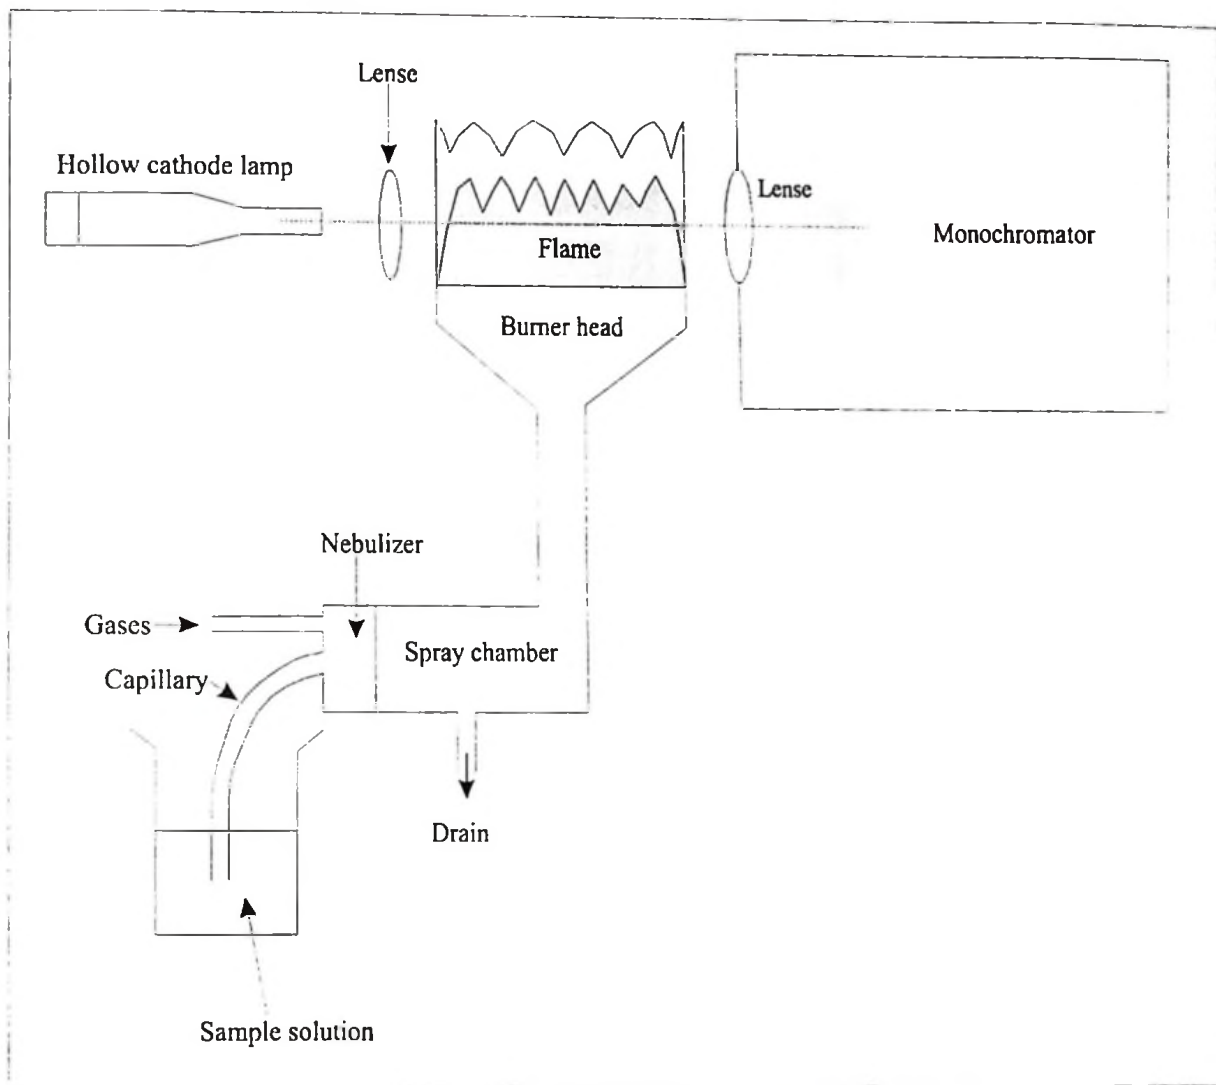 Lense
Hollow cathode lamp
Lense
Monochromator
Flame
Burner head
Nebulizer
Gases
Spray chamber
Capillary
Drain
Sample solution